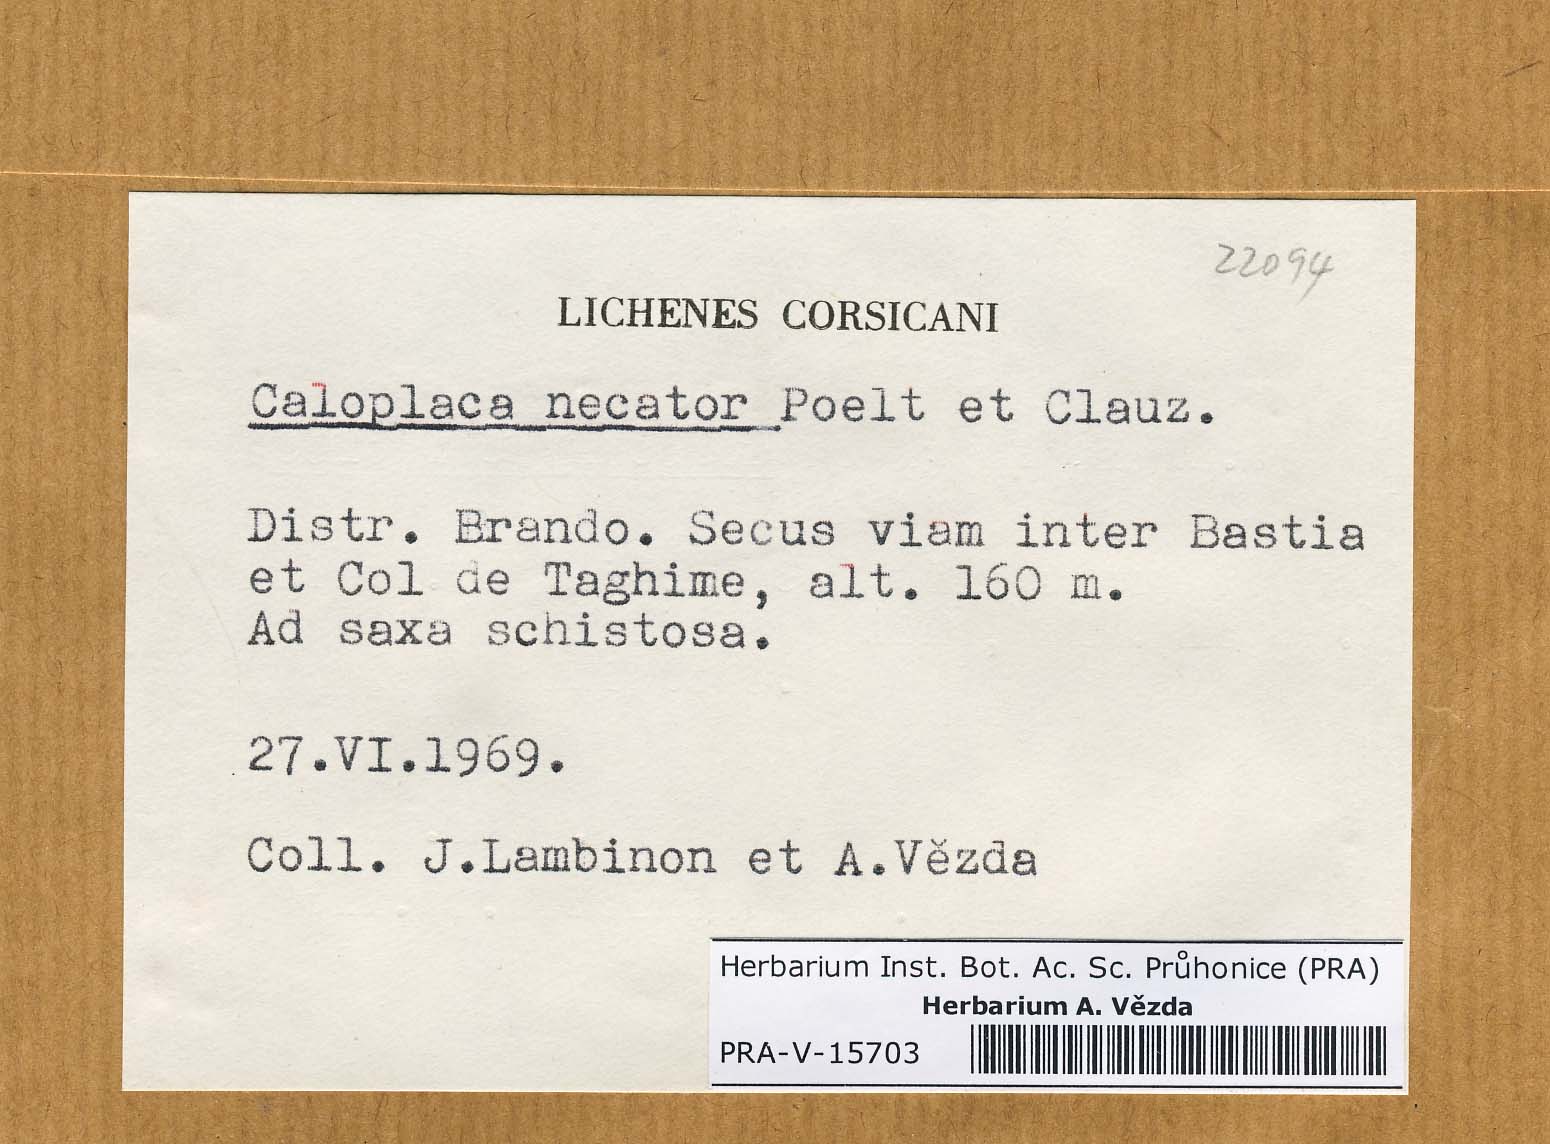 22094
LICHENES CORSICANI
Caloplaca necator Poelt et Clauz.
Distr. Brando. Secus viam inter Bastia
et Col de Taghime, alt. 160 m.
Ad saxa schistosa.
27.VI.1969.
Coll. J.Lambinon et A.Vězda
Herbarium Inst. Bot. Ac. Sc. Průhonice (PRA)
Herbarium A. Vězda
PRA-V-15703